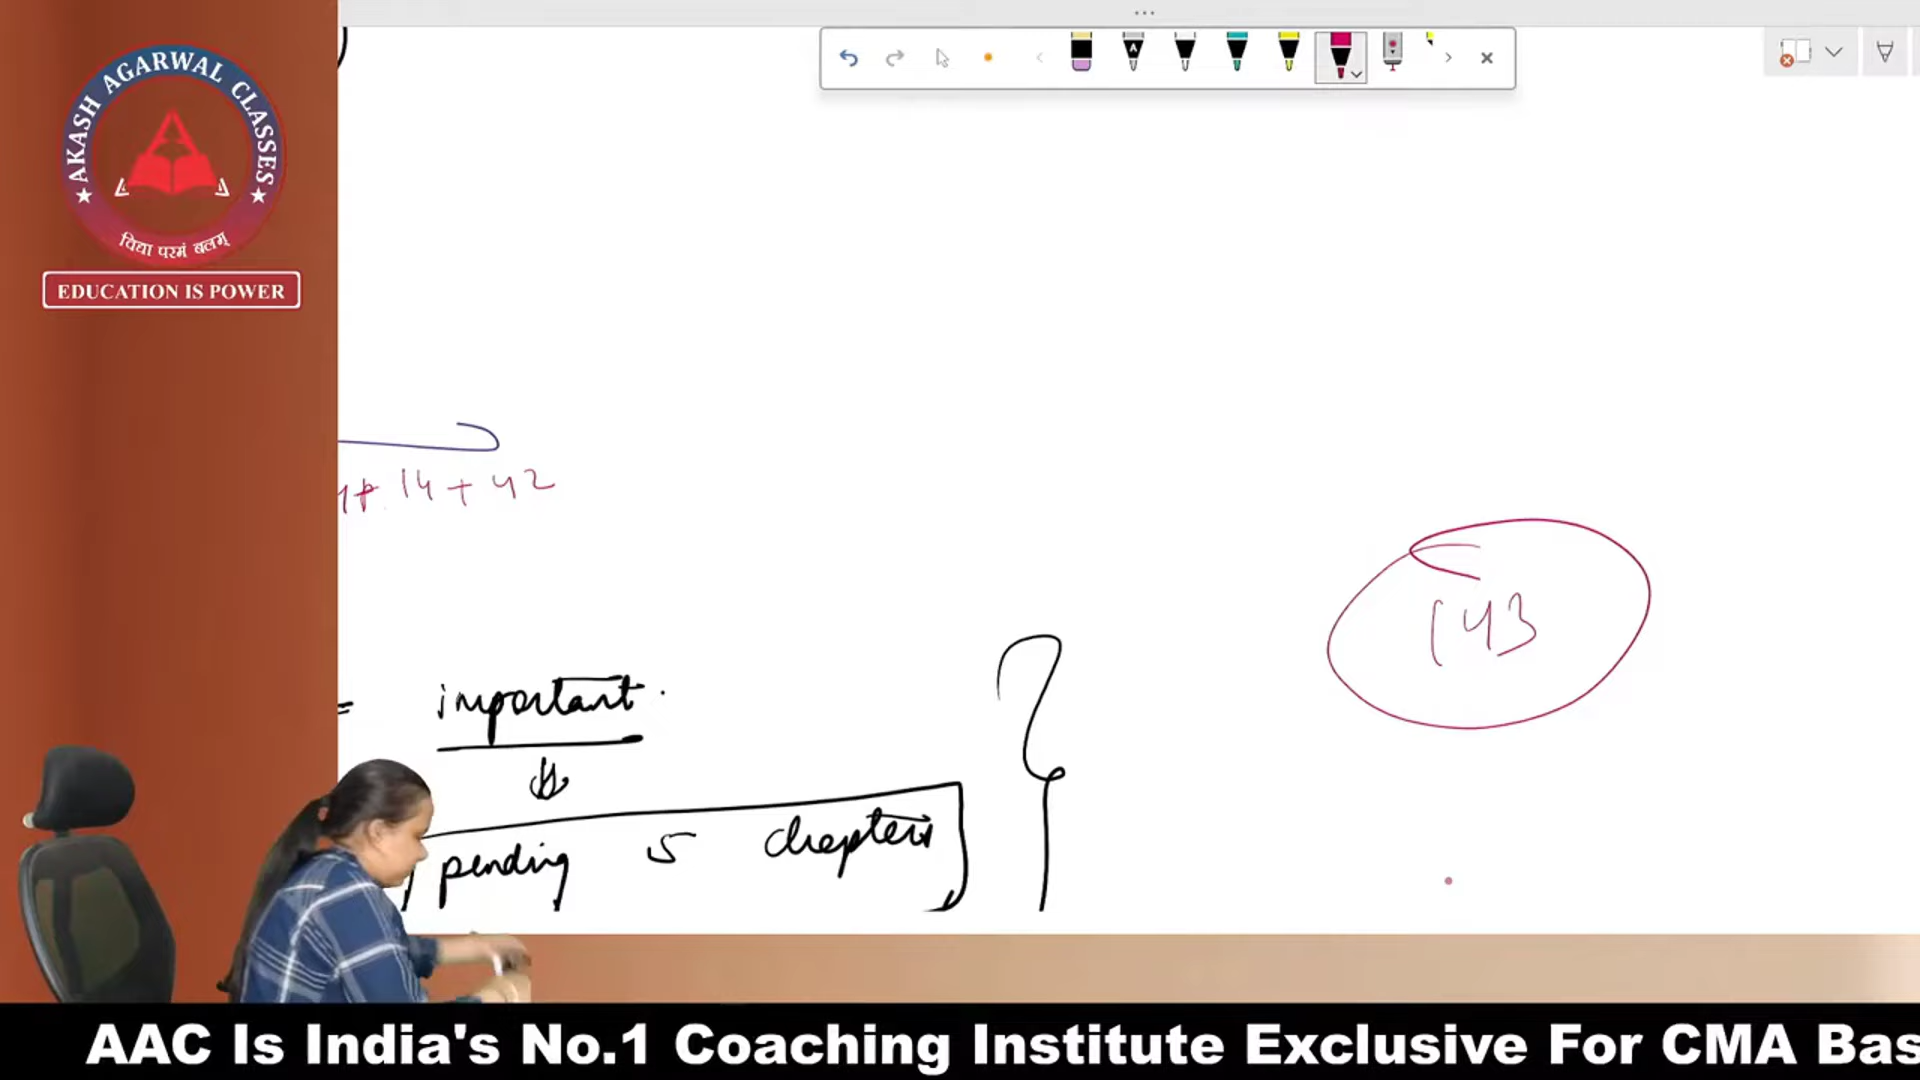 AKASH AGARWAL CLASSES
विद्या परमं बलम्
EDUCATION IS POWER
+ 14 + 42
143
= important.
pending 5 chapters
AAC Is India's No.1 Coaching Institute Exclusive For CMA Bas